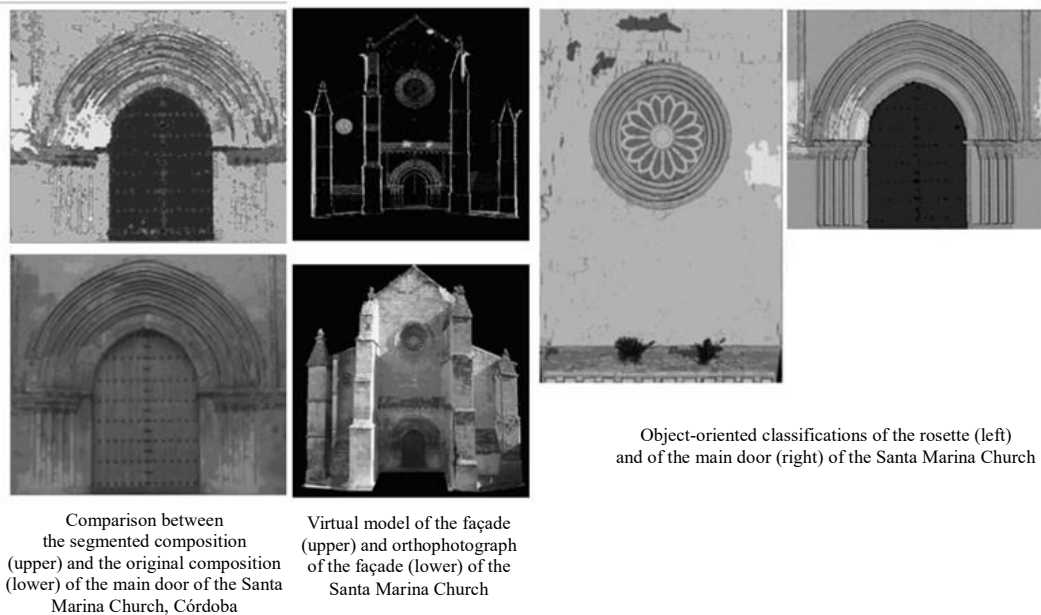 Comparison between
the segmented composition
(upper) and the original composition
(lower) of the main door of the Santa
Marina Church, Córdoba
Virtual model of the façade
(upper) and orthophotograph
of the façade (lower) of the
Santa Marina Church
Object-oriented classifications of the rosette (left)
and of the main door (right) of the Santa Marina Church